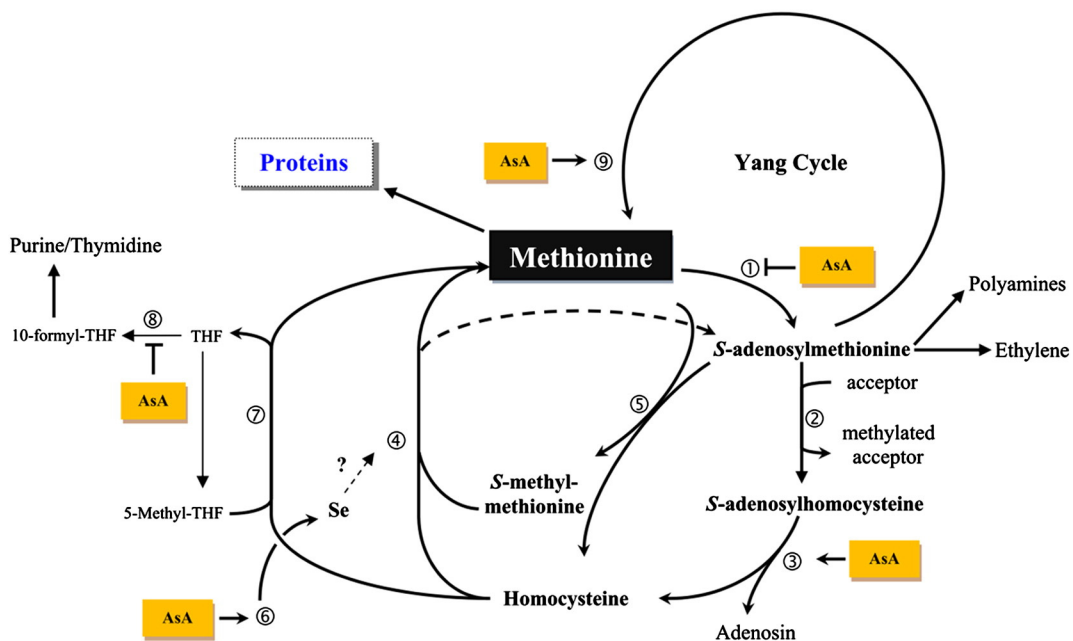 Proteins
AsA
⑨
Yang Cycle
Methionine
①
AsA
Purine/Thymidine
Polyamines
10-formyl-THF
⑧
THF
S-adenosylmethionine
Ethylene
AsA
acceptor
⑦
④
⑤
②
methylated
acceptor
?
S-methyl-
methionine
Se
5-Methyl-THF
S-adenosylhomocysteine
AsA
⑥
Homocysteine
③
AsA
Adenosin